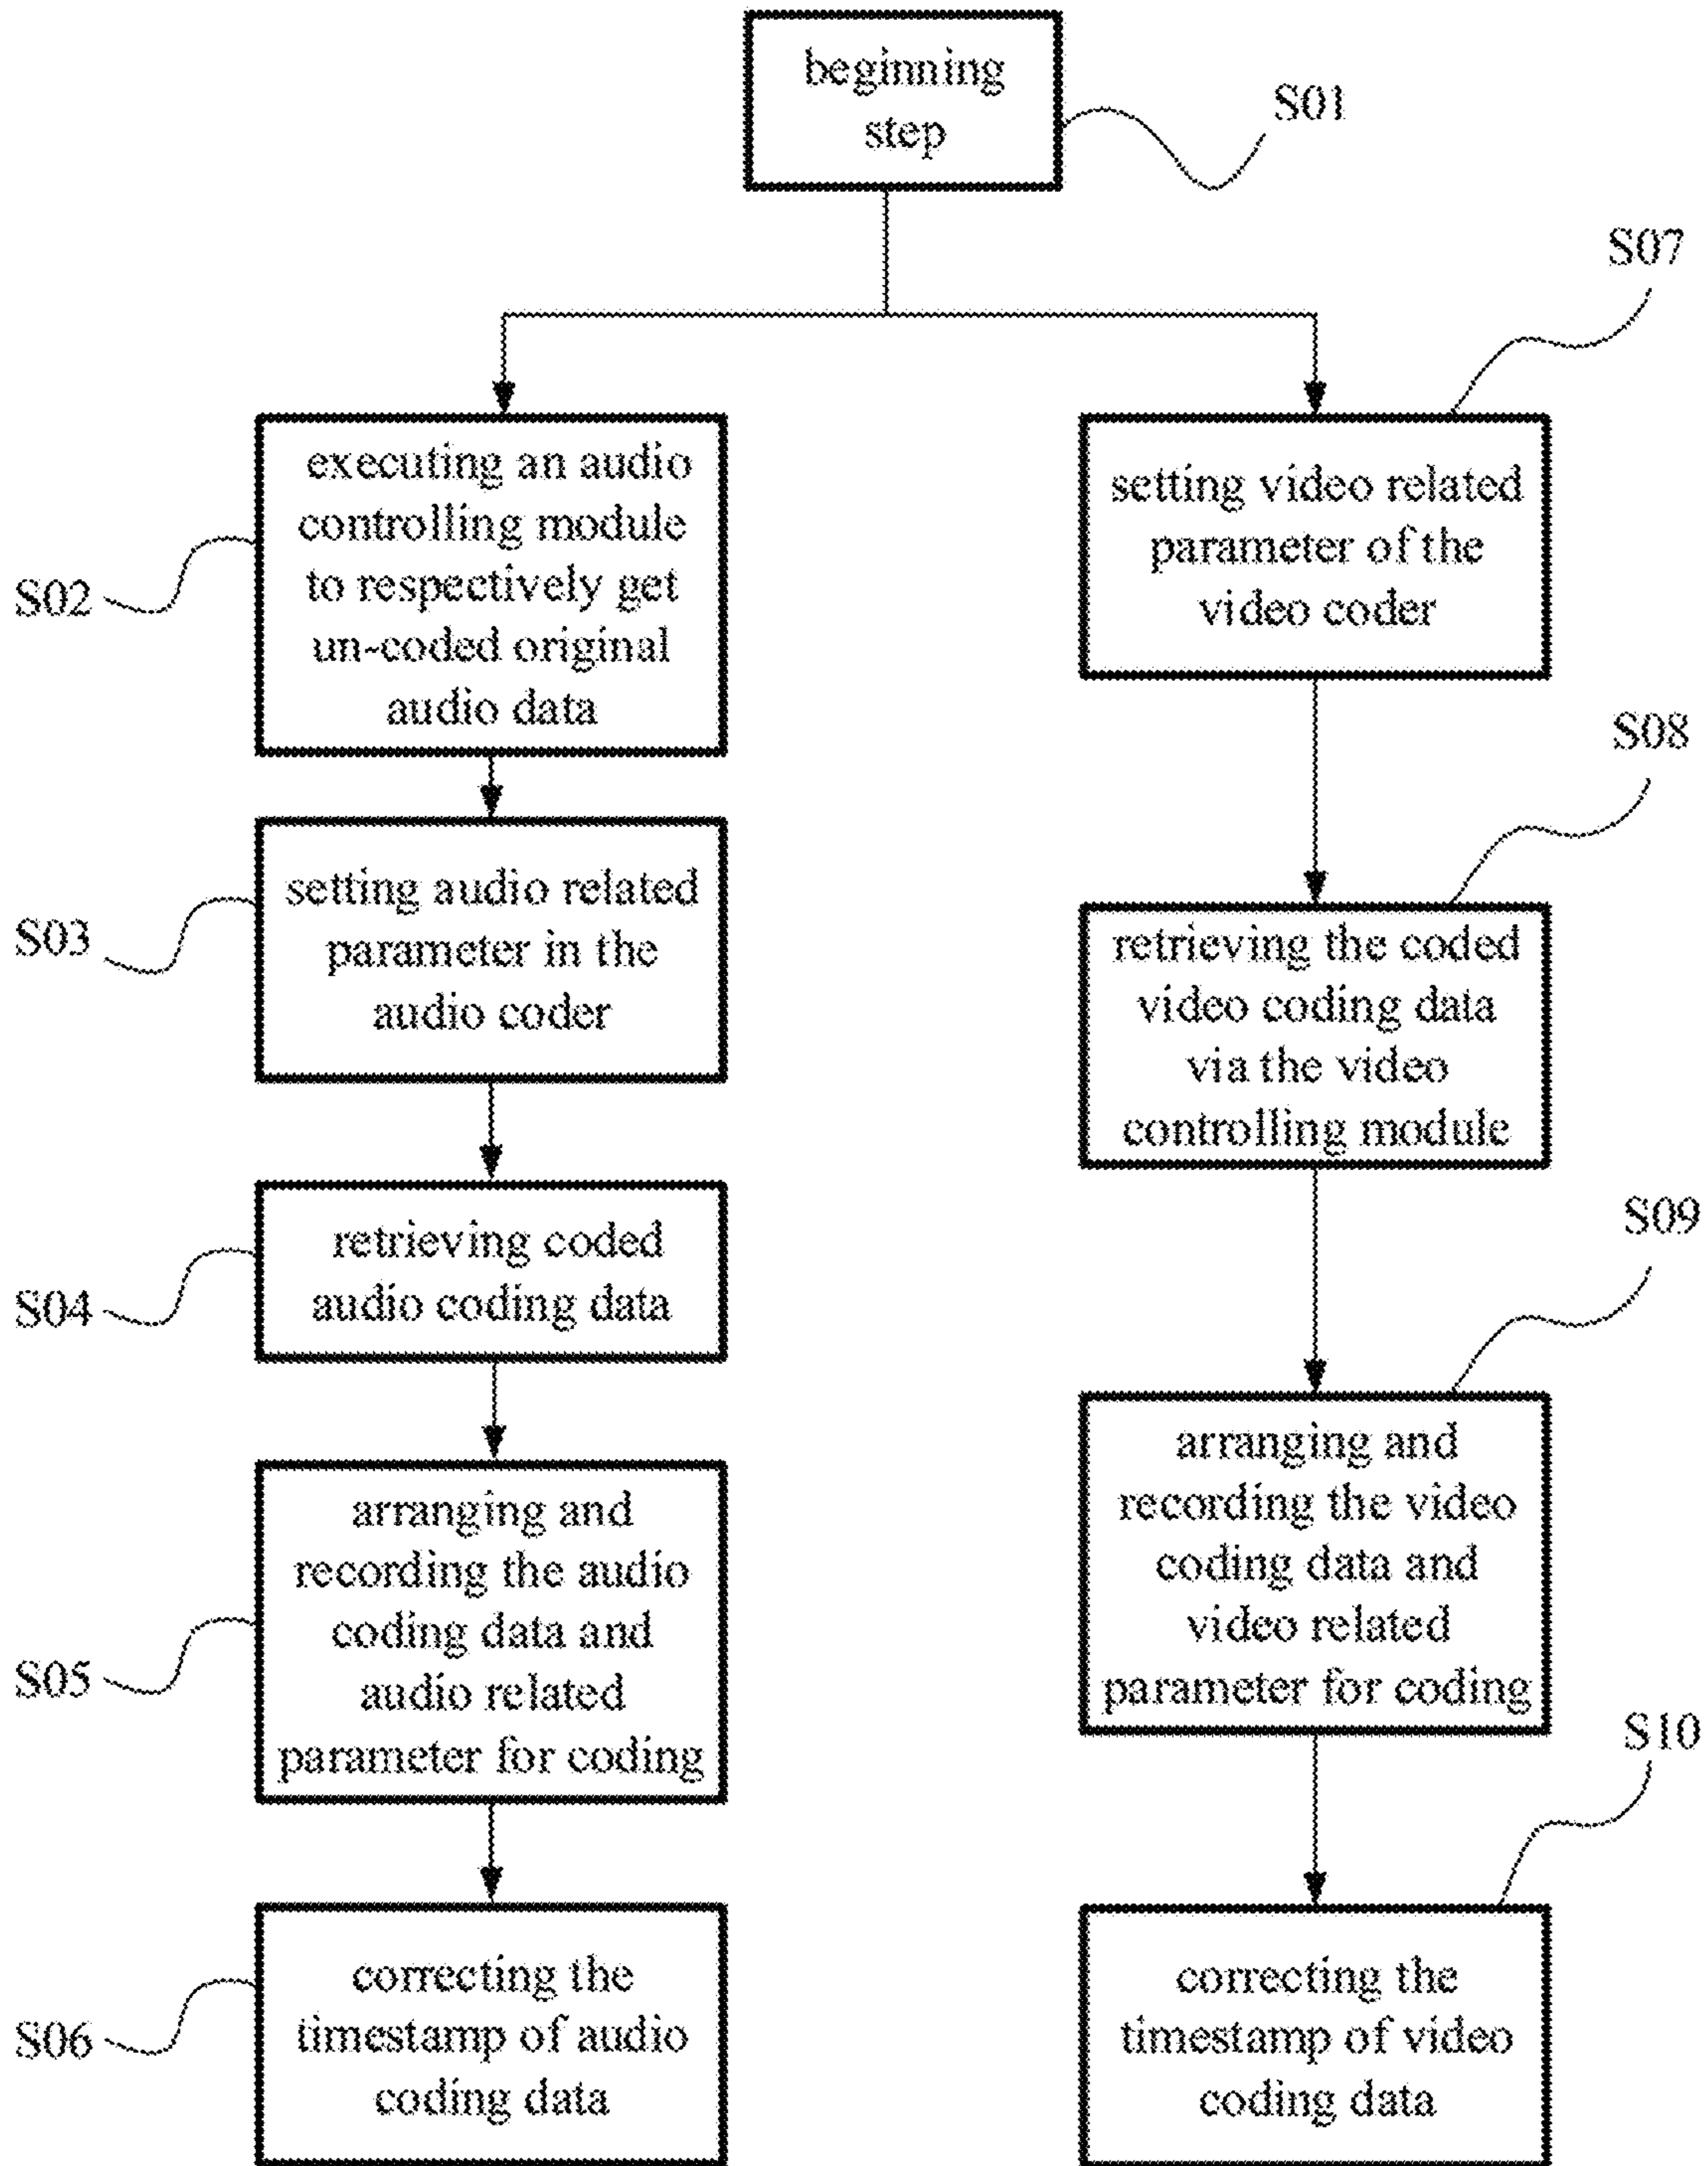 beginning
step
S01
S02
executing an audio
controlling module
to respectively get
un-coded original
audio data
S03
setting audio related
parameter in the
audio coder
S04
retrieving coded
audio coding data
S05
arranging and
recording the audio
coding data and
audio related
parameter for coding
S06
correcting the
timestamp of audio
coding data
S07
setting video related
parameter of the
video coder
S08
retrieving the coded
video coding data
via the video
controlling module
S09
arranging and
recording the video
coding data and
video related
parameter for coding
S10
correcting the
timestamp of video
coding data